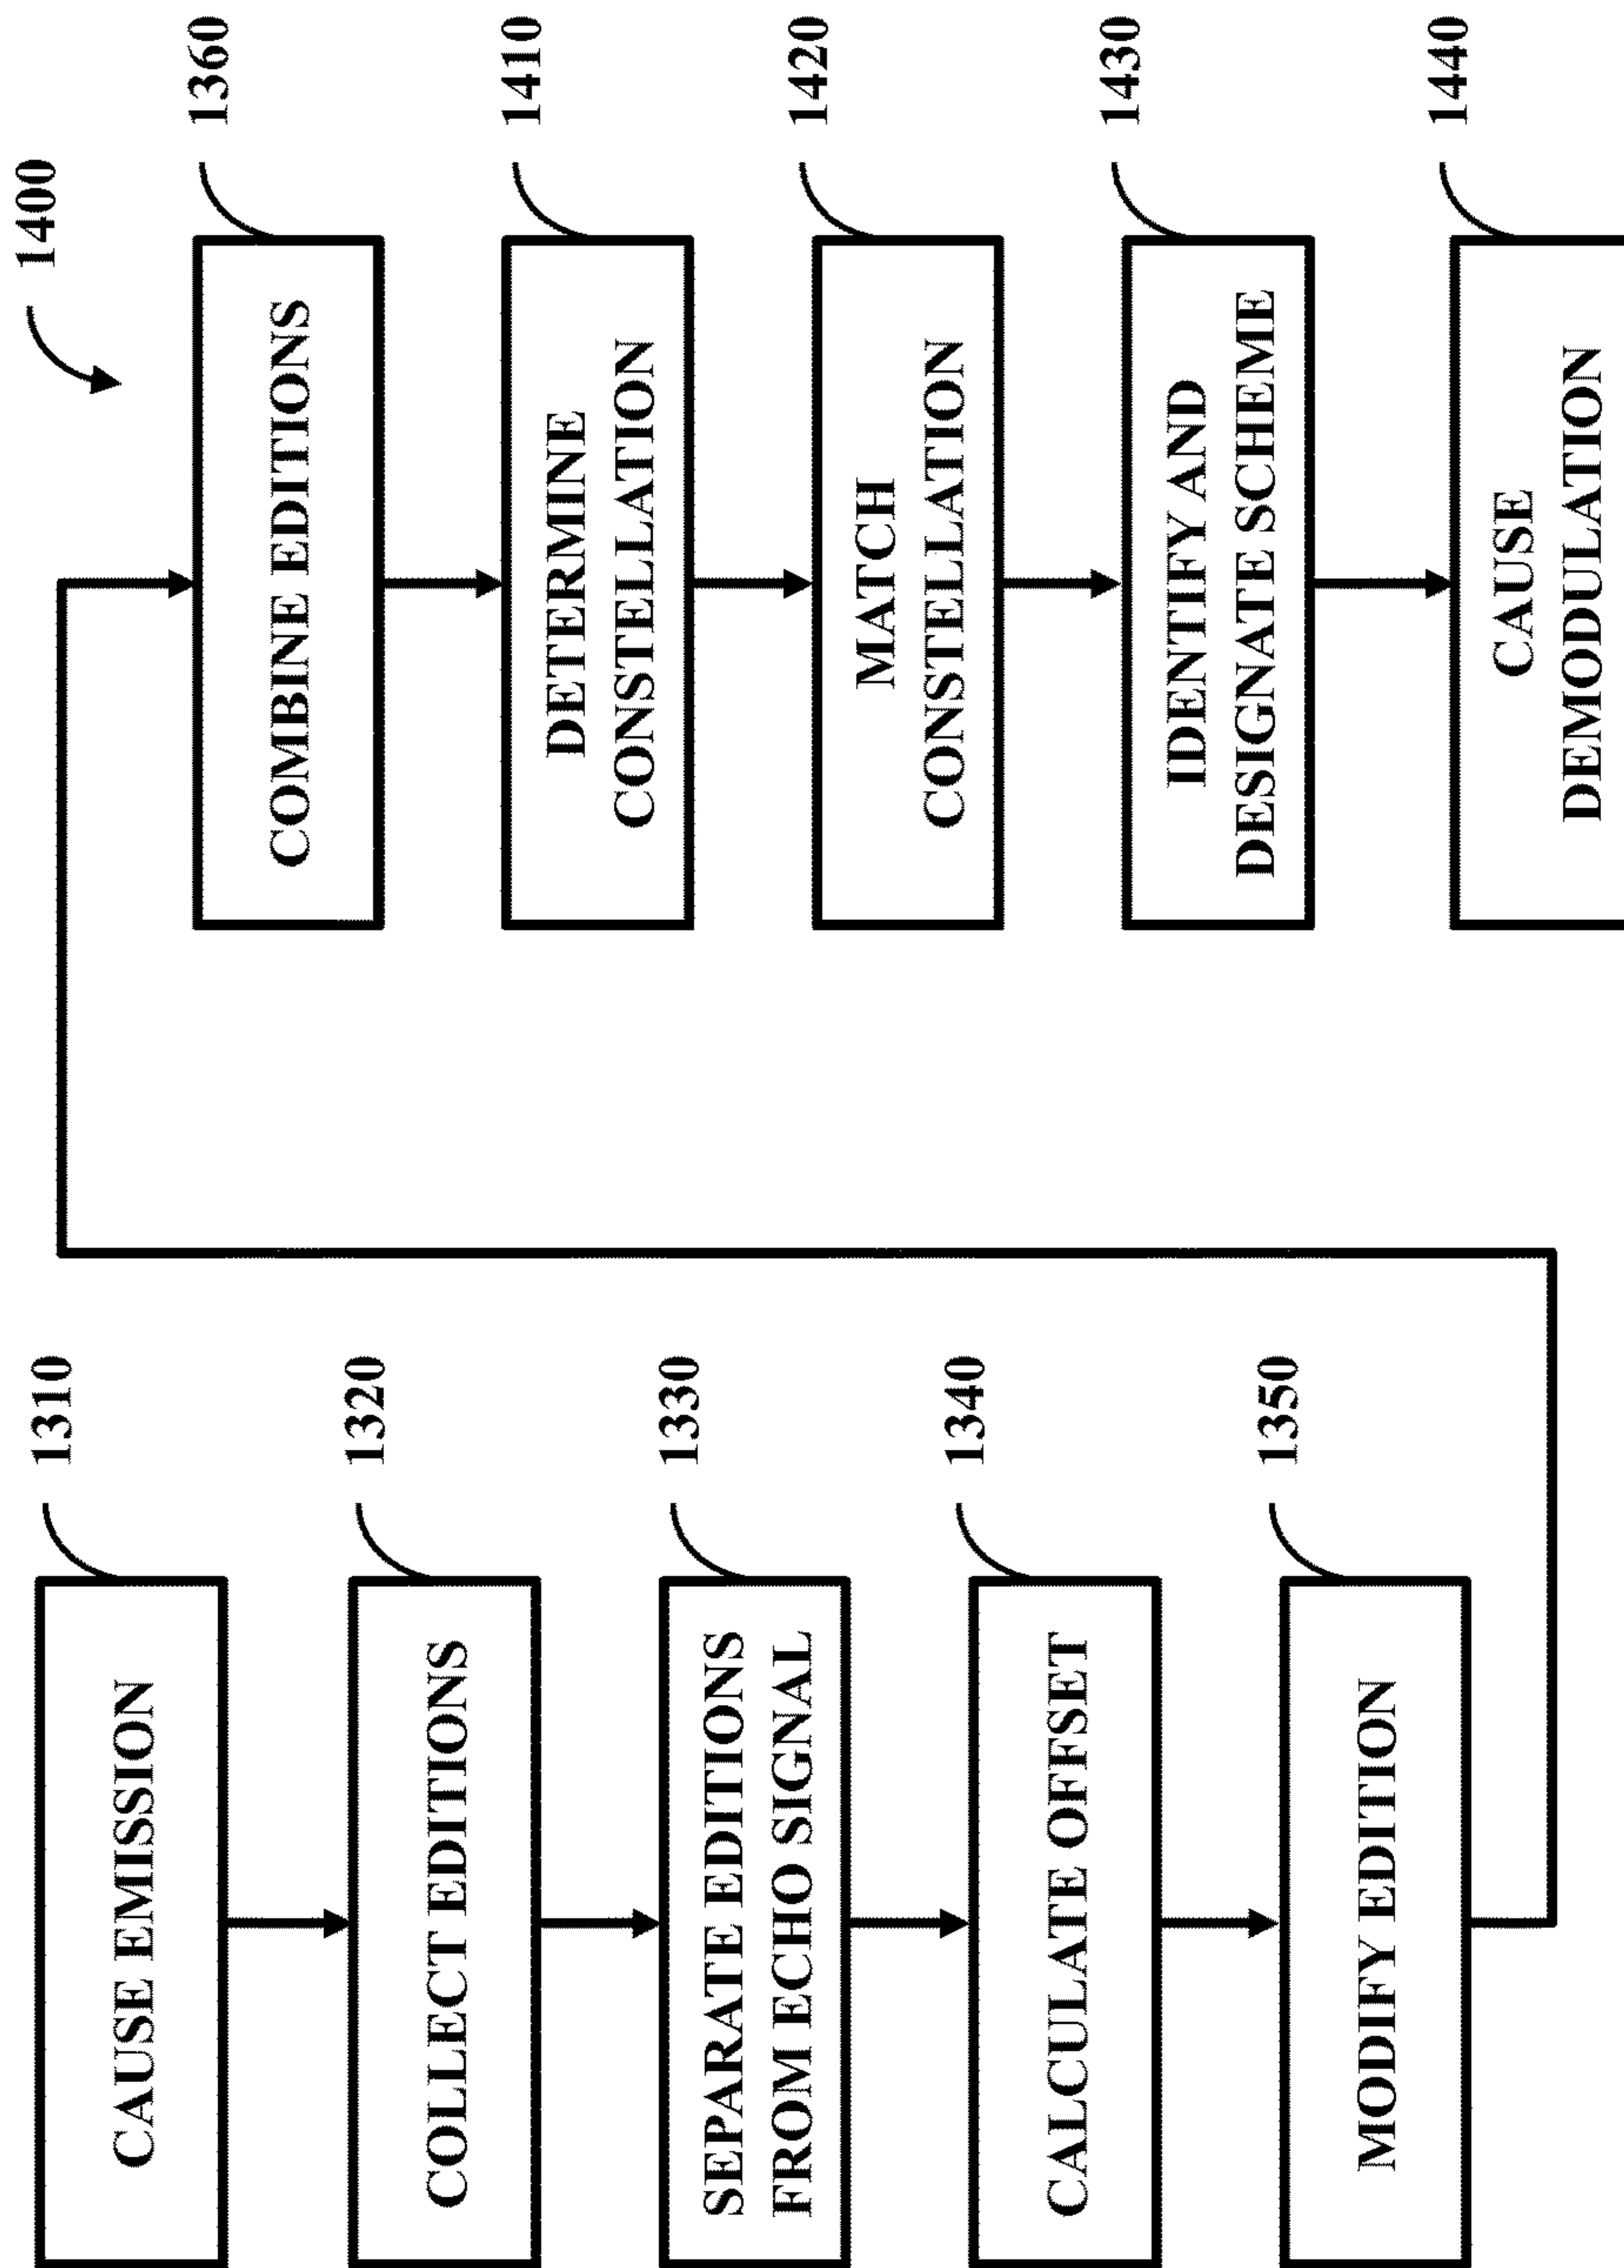 1400
1310
CAUSE EMISSION
1320
COLLECT EDITIONS
1330
SEPARATE EDITIONS
FROM ECHO SIGNAL
1340
CALCULATE OFFSET
1350
MODIFY EDITION
1360
COMBINE EDITIONS
1410
DETERMINE
CONSTELLATION
1420
MATCH
CONSTELLATION
1430
IDENTIFY AND
DESIGNATE SCHEME
1440
CAUSE
DEMODULATION